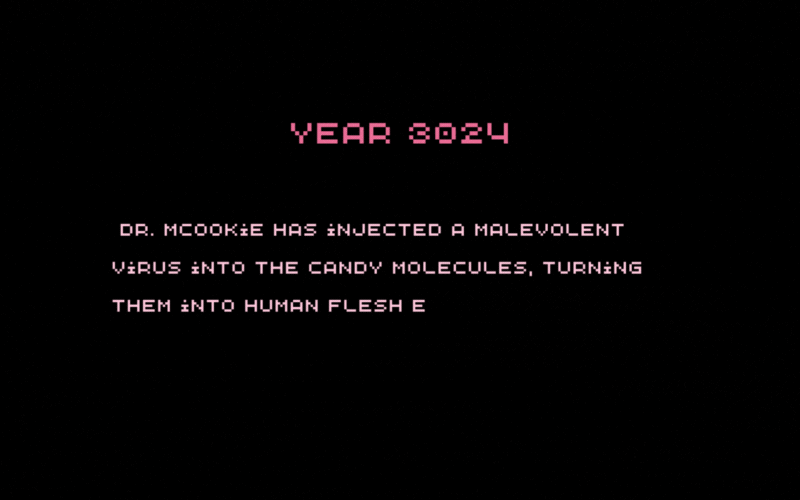 YEAR 3024
DR. MCOOKiE HAS iNJECTED A MALEVOLENT
ViRUS iNTO THE CANDY MOLECULES, TURNiNG
THEM iNTO HUMAN FLESH E